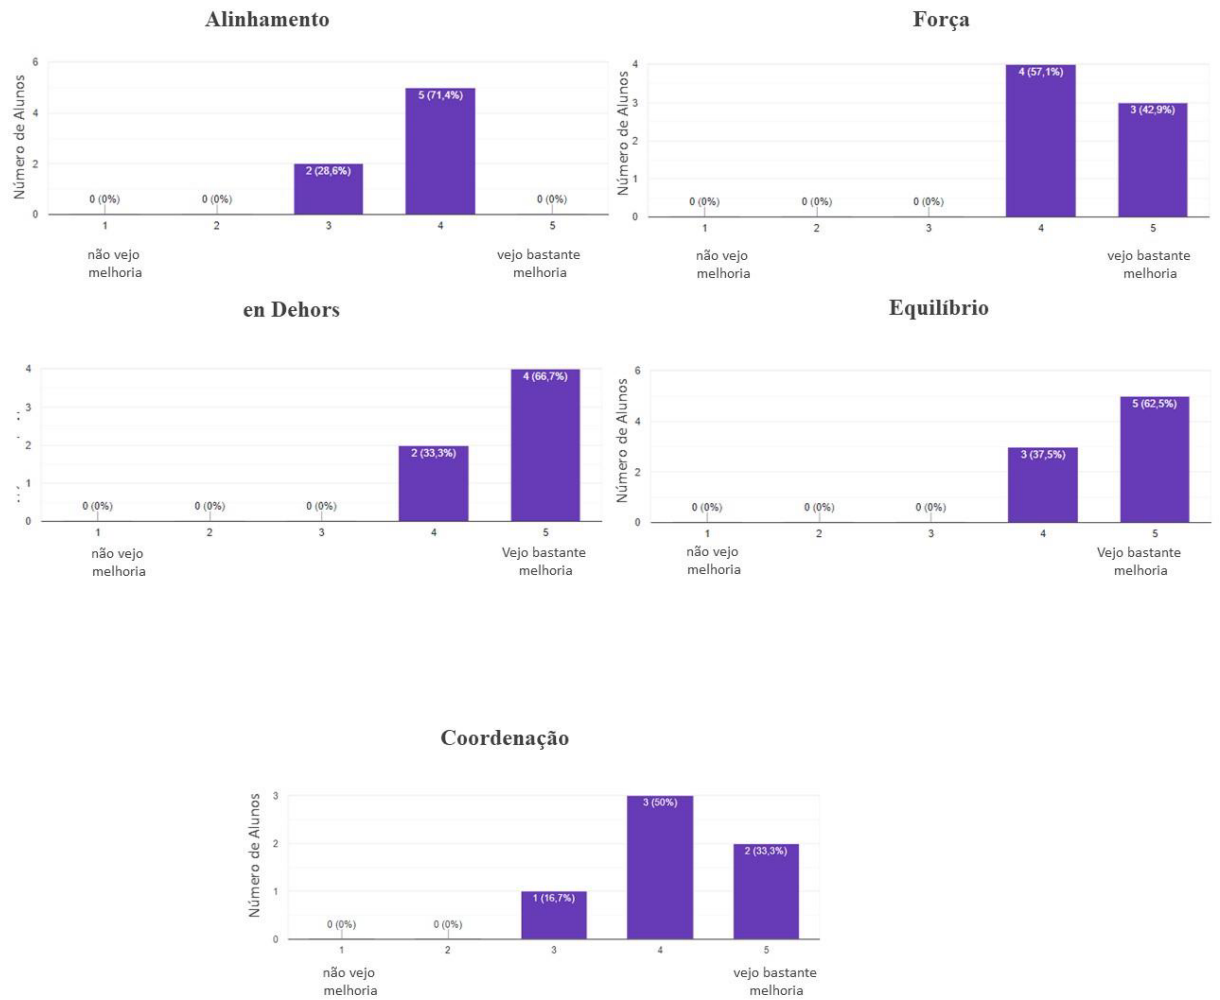 Alinhamento
Número de Alunos
6
4
2
0
0 (0%)
0 (0%)
2 (28,6%)
5 (71,4%)
0 (0%)
1
2
3
4
5
não vejo
melhoria
vejo bastante
melhoria
Força
Número de Alunos
4
3
2
1
0
0 (0%)
0 (0%)
0 (0%)
4 (57,1%)
3 (42,9%)
1
2
3
4
5
não vejo
melhoria
vejo bastante
melhoria
en Dehors
4
3
2
1
0
0 (0%)
0 (0%)
0 (0%)
2 (33,3%)
4 (66,7%)
1
2
3
4
5
não vejo
melhoria
Vejo bastante
melhoria
Equilíbrio
Número de Alunos
6
4
2
0
0 (0%)
0 (0%)
0 (0%)
3 (37,5%)
5 (62,5%)
1
2
3
4
5
não vejo
melhoria
Vejo bastante
melhoria
Coordenação
Número de Alunos
3
2
1
0
0 (0%)
0 (0%)
1 (16,7%)
3 (50%)
2 (33,3%)
1
2
3
4
5
não vejo
melhoria
vejo bastante
melhoria